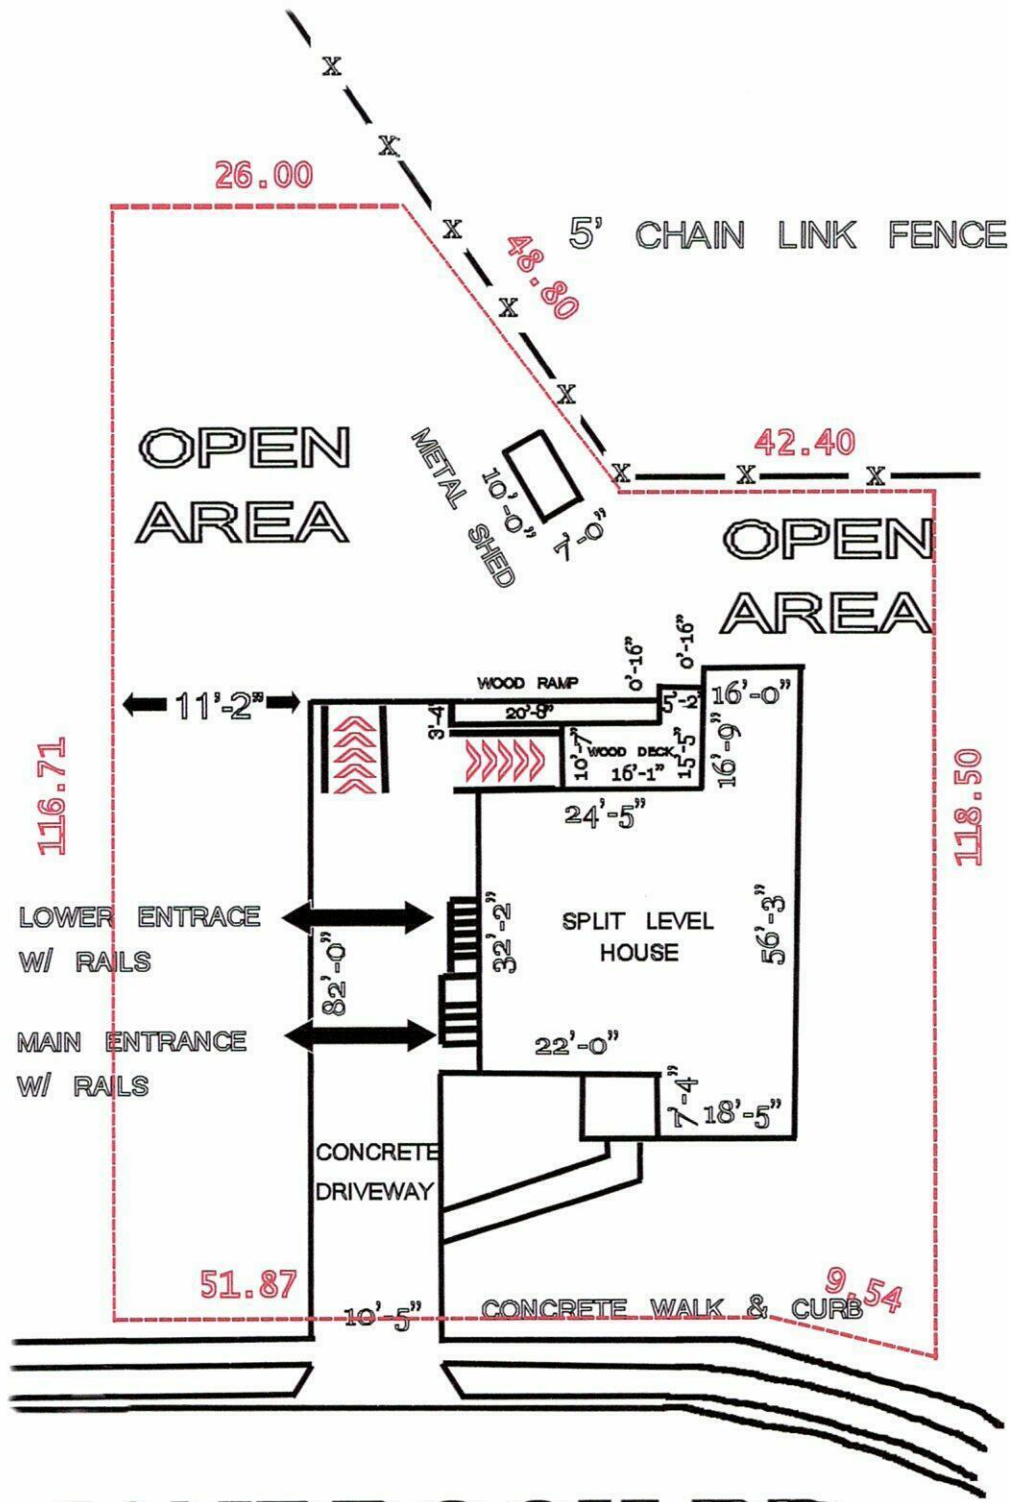 X
X
26.00
X
5' CHAIN LINK FENCE
48.80
X
X
42.40
X X X
OPEN
AREA
METAL SHED
10'-0"
7'-0"
OPEN
AREA
0'-16"
0'-16"
WOOD RAMP
11'-2"
20'-8"
5'-2"
16'-0"
3'-4"
10'-7"
WOOD DECK
16'-1"
15'-5"
16'-9"
24'-5"
116.71
118.50
LOWER ENTRACE
W/ RAILS
82'-0"
32'-2"
SPLIT LEVEL
HOUSE
56'-3"
MAIN ENTRANCE
W/ RAILS
22'-0"
7'-4"
18'-5"
CONCRETE
DRIVEWAY
51.87
10'-5"
CONCRETE WALK & CURB
9.54